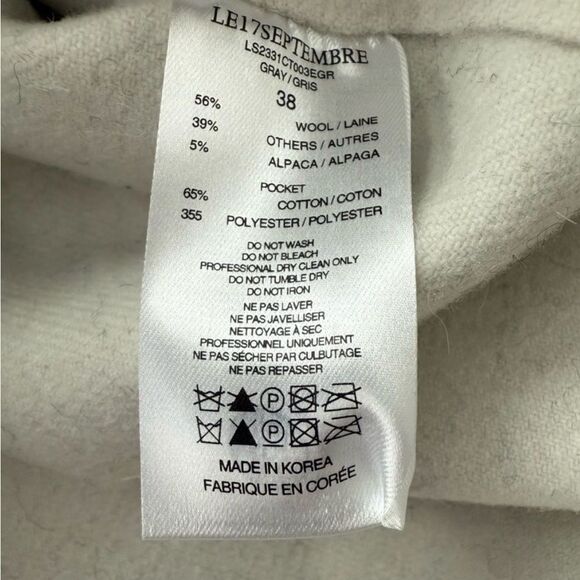 LE17SEPTEMBRE
LS2331CT003EGR
GRAY/GRIS
38
56% WOOL / LAINE
39% OTHERS / AUTRES
5% ALPACA / ALPAGA
POCKET
65% COTTON / COTON
355 POLYESTER / POLYESTER
DO NOT WASH
DO NOT BLEACH
PROFESSIONAL DRY CLEAN ONLY
DO NOT TUMBLE DRY
DO NOT IRON
NE PAS LAVER
NE PAS JAVELLISER
NETTOYAGE À SEC
PROFESSIONNEL UNIQUEMENT
NE PAS SÉCHER PAR CULBUTAGE
NE PAS REPASSER
P
P
MADE IN KOREA
FABRIQUE EN CORÉE